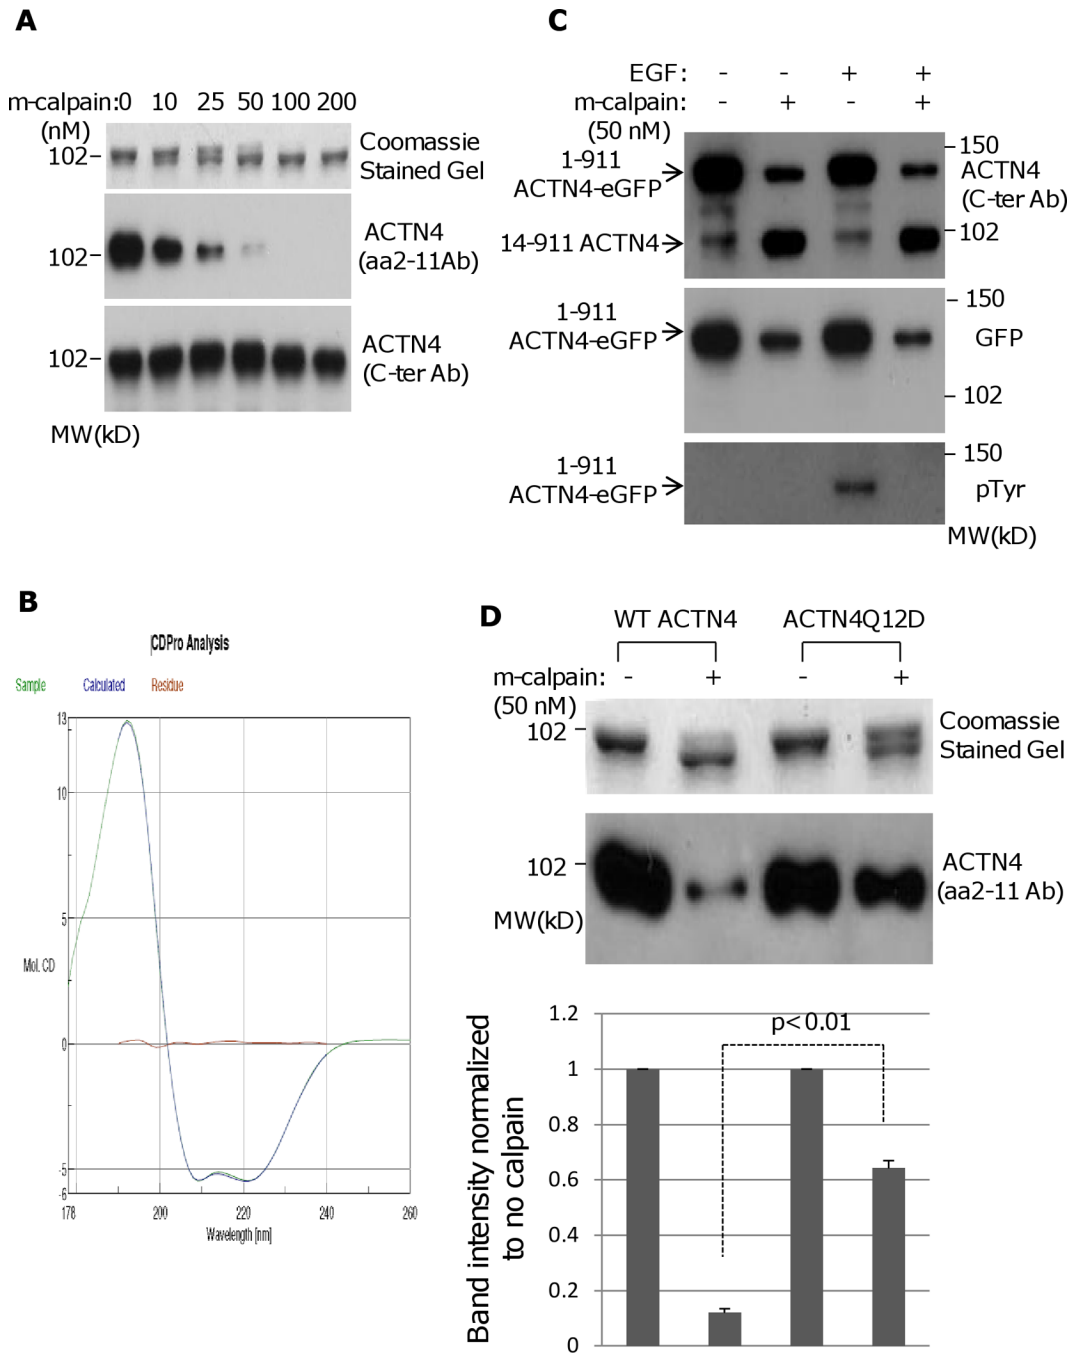 A
m-calpain:0 10 25 50 100 200
(nM)
102
Coomassie
Stained Gel
102
ACTN4
(aa2-11Ab)
102
ACTN4
(C-ter Ab)
MW(kD)
C
EGF: - - + +
m-calpain: - + - +
(50 nM)
1-911
ACTN4-eGFP
14-911 ACTN4
150
ACTN4
(C-ter Ab)
102
1-911
ACTN4-eGFP
150
GFP
102
1-911
ACTN4-eGFP
150
pTyr
MW(kD)
B
CDPro Analysis
Sample Calculated Residue
13
10
5
Mol. CD
0
-5
-6
178 200 220 240 260
Wavelength [nm]
D
WT ACTN4 ACTN4Q12D
m-calpain: - + - +
(50 nM)
102
Coomassie
Stained Gel
102
ACTN4
(aa2-11 Ab)
MW(kD)
Band intensity normalized
to no calpain
1.2
p<0.01
1
0.8
0.6
0.4
0.2
0